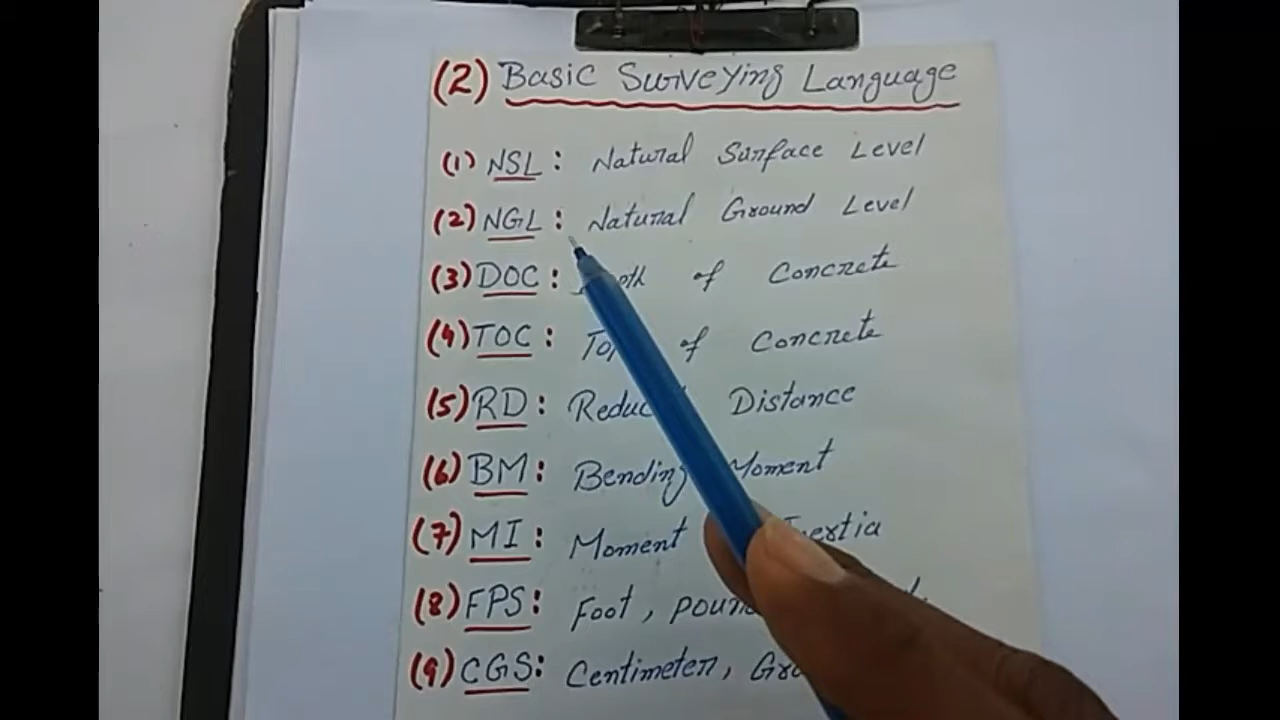 (2) Basic Surveying Language
(1) NSL: Natural Surface Level
(2) NGL: Natural Ground Level
(3) DOC: of Concrete
(4) TOC: of Concrete
(5) RD: Distance
(6) BM: Bending Moment
(7) MI: Moment
(8) FPS: Foot,
(9) CGS: Centimeter,